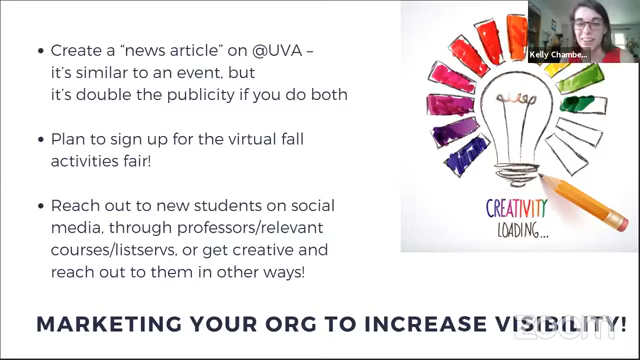 • Create a “news article” on @UVA –
it’s similar to an event, but
it’s double the publicity if you do both
• Plan to sign up for the virtual fall
activities fair!
• Reach out to new students on social
media, through professors/relevant
courses/listservs, or get creative and
reach out to them in other ways!
Kelly Chambe...
CREATIVITY
LOADING...
MARKETING YOUR ORG TO INCREASE VISIBILITY!